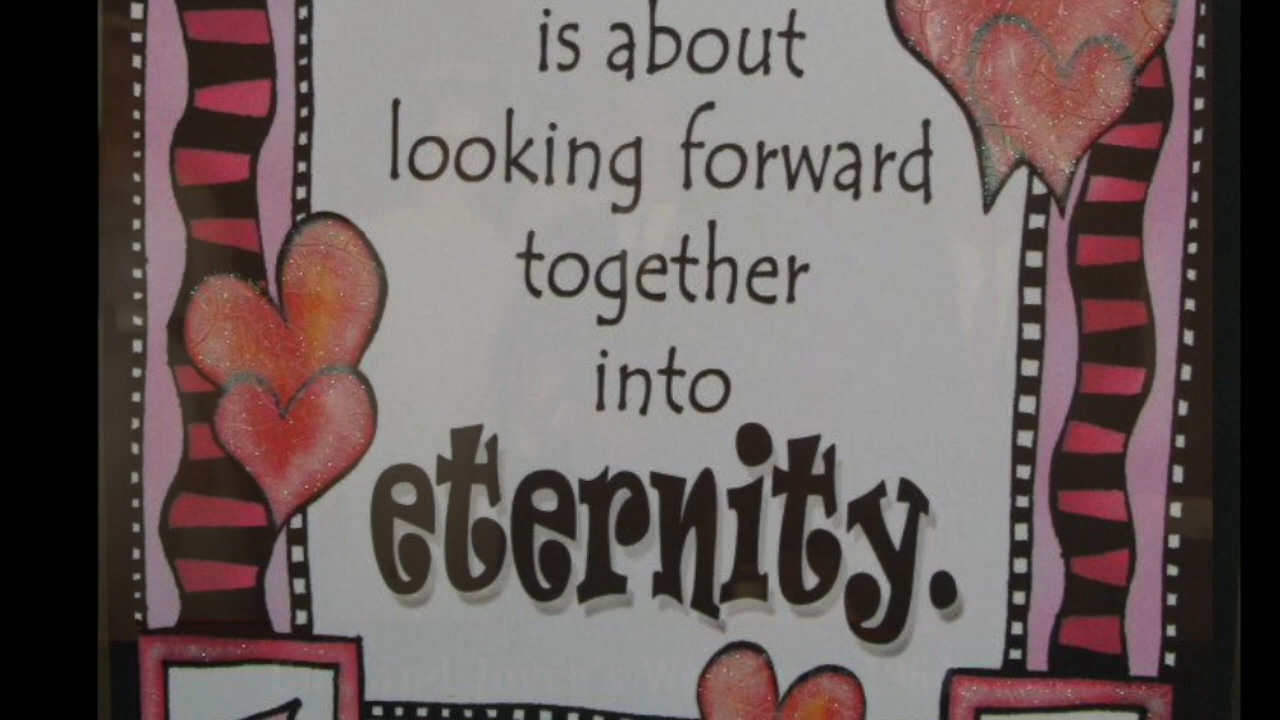 is about
looking forward
together
into
eternity.